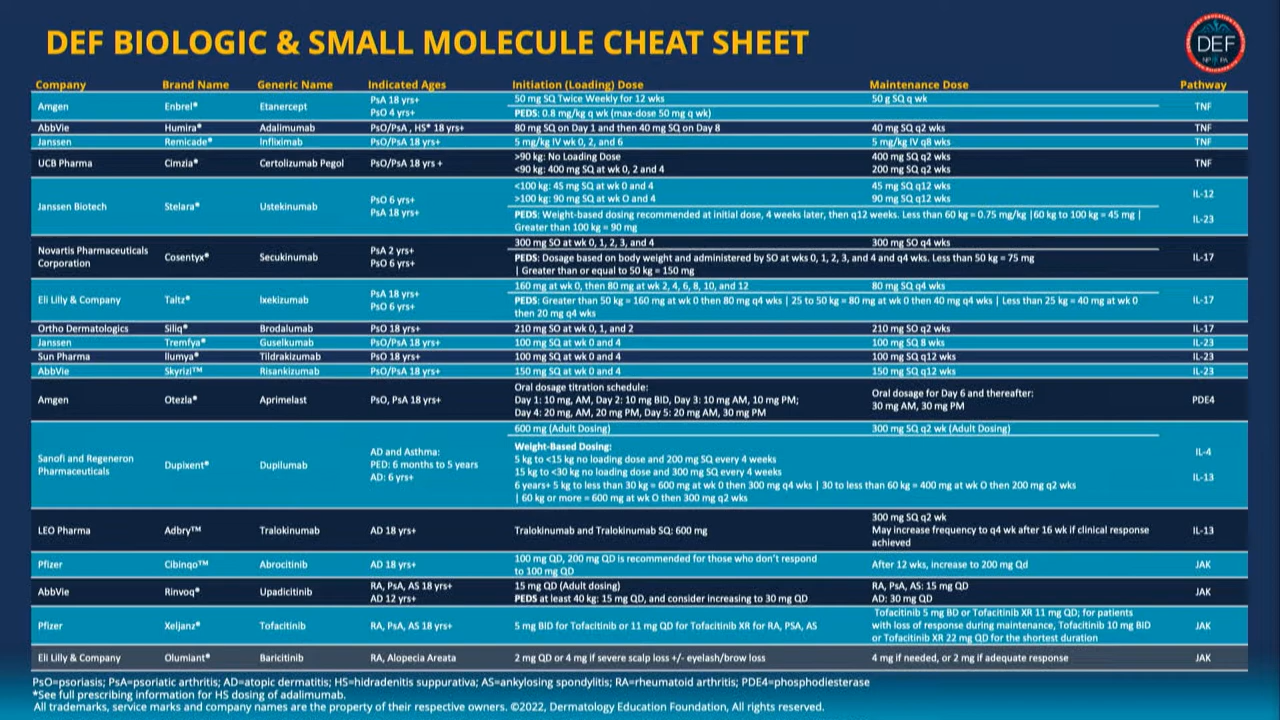 DEF BIOLOGIC & SMALL MOLECULE CHEAT SHEET
DEF
NP PA
Company Brand Name Generic Name Indicated Ages Initiation (Loading) Dose Maintenance Dose Pathway
Amgen Enbrel® Etanercept PsA 18 yrs+ 50 mg SQ Twice Weekly for 12 wks 50 g SQ q wk TNF
PsO 4 yrs+ PEDS: 0.8 mg/kg q wk (max-dose 50 mg q wk)
AbbVie Humira® Adalimumab PsO/PsA , HS* 18 yrs+ 80 mg SQ on Day 1 and then 40 mg SQ on Day 8 40 mg SQ q2 wks TNF
Janssen Remicade® Infliximab PsO/PsA 18 yrs+ 5 mg/kg IV wk 0, 2, and 6 5 mg/kg IV q8 wks TNF
UCB Pharma Cimzia® Certolizumab Pegol PsO/PsA 18 yrs + >90 kg: No Loading Dose 400 mg SQ q2 wks TNF
<90 kg: 400 mg SQ at wk 0, 2 and 4 200 mg SQ q2 wks
Janssen Biotech Stelara® Ustekinumab PsO 6 yrs+ <100 kg: 45 mg SQ at wk 0 and 4 45 mg SQ q12 wks IL-12
PsA 18 yrs+ >100 kg: 90 mg SQ at wk O and 4 90 mg SQ q12 wks
PEDS: Weight-based dosing recommended at initial dose, 4 weeks later, then q12 weeks. Less than 60 kg = 0.75 mg/kg |60 kg to 100 kg = 45 mg | IL-23
Greater than 100 kg = 90 mg
Novartis Pharmaceuticals Corporation Cosentyx® Secukinumab PsA 2 yrs+ 300 mg SO at wk 0, 1, 2, 3, and 4 300 mg SO q4 wks IL-17
PsO 6 yrs+ PEDS: Dosage based on body weight and administered by SO at wks 0, 1, 2, 3, and 4 and q4 wks. Less than 50 kg = 75 mg
| Greater than or equal to 50 kg = 150 mg
Eli Lilly & Company Taltz® Ixekizumab PsA 18 yrs+ 160 mg at wk 0, then 80 mg at wk 2, 4, 6, 8, 10, and 12 80 mg SQ q4 wks IL-17
PsO 6 yrs+ PEDS: Greater than 50 kg = 160 mg at wk 0 then 80 mg q4 wks | 25 to 50 kg = 80 mg at wk 0 then 40 mg q4 wks | Less than 25 kg = 40 mg at wk 0
then 20 mg q4 wks
Ortho Dermatologics Siliq® Brodalumab PsO 18 yrs+ 210 mg SO at wk 0, 1, and 2 210 mg SO q2 wks IL-17
Janssen Tremfya® Guselkumab PsO/PsA 18 yrs+ 100 mg SQ at wk 0 and 4 100 mg SQ 8 wks IL-23
Sun Pharma Ilumya® Tildrakizumab PsO 18 yrs+ 100 mg SQ at wk 0 and 4 100 mg SQ q12 wks IL-23
AbbVie Skyrizi™ Risankizumab PsO/PsA 18 yrs+ 150 mg SQ at wk 0 and 4 150 mg SQ q12 wks IL-23
Amgen Otezla® Aprimelast PsO, PsA 18 yrs+ Oral dosage titration schedule: Oral dosage for Day 6 and thereafter: PDE4
Day 1: 10 mg, AM, Day 2: 10 mg BID, Day 3: 10 mg AM, 10 mg PM; 30 mg AM, 30 mg PM
Day 4: 20 mg, AM, 20 mg PM, Day 5: 20 mg AM, 30 mg PM
Sanofi and Regeneron Pharmaceuticals Dupixent® Dupilumab AD and Asthma: 600 mg (Adult Dosing) 300 mg SQ q2 wk (Adult Dosing) IL-4
PED: 6 months to 5 years Weight-Based Dosing: IL-13
AD: 6 yrs+ 5 kg to <15 kg no loading dose and 200 mg SQ every 4 weeks
15 kg to <30 kg no loading dose and 300 mg SQ every 4 weeks
6 years+ 5 kg to less than 30 kg = 600 mg at wk 0 then 300 mg q4 wks | 30 to less than 60 kg = 400 mg at wk O then 200 mg q2 wks
| 60 kg or more = 600 mg at wk O then 300 mg q2 wks
LEO Pharma Adbry™ Tralokinumab AD 18 yrs+ Tralokinumab and Tralokinumab SQ: 600 mg 300 mg SQ q2 wk IL-13
May increase frequency to q4 wk after 16 wk if clinical response
achieved
Pfizer Cibinqo™ Abrocitinib AD 18 yrs+ 100 mg QD, 200 mg QD is recommended for those who don't respond After 12 wks, increase to 200 mg Qd JAK
to 100 mg QD
AbbVie Rinvoq® Upadicitinib RA, PsA, AS 18 yrs+ 15 mg QD (Adult dosing) RA, PsA, AS: 15 mg QD JAK
AD 12 yrs+ PEDS at least 40 kg: 15 mg QD, and consider increasing to 30 mg QD AD: 30 mg QD
Pfizer Xeljanz® Tofacitinib RA, PsA, AS 18 yrs+ 5 mg BID for Tofacitinib or 11 mg QD for Tofacitinib XR for RA, PSA, AS Tofacitinib 5 mg BD or Tofacitinib XR 11 mg QD; for patients JAK
with loss of response during maintenance, Tofacitinib 10 mg BID
or Tofacitinib XR 22 mg QD for the shortest duration
Eli Lilly & Company Olumiant® Baricitinib RA, Alopecia Areata 2 mg QD or 4 mg if severe scalp loss +/- eyelash/brow loss 4 mg if needed, or 2 mg if adequate response JAK
PsO=psoriasis; PsA=psoriatic arthritis; AD=atopic dermatitis; HS=hidradenitis suppurativa; AS=ankylosing spondylitis; RA=rheumatoid arthritis; PDE4=phosphodiesterase
*See full prescribing information for HS dosing of adalimumab.
All trademarks, service marks and company names are the property of their respective owners. ©2022, Dermatology Education Foundation, All rights reserved.